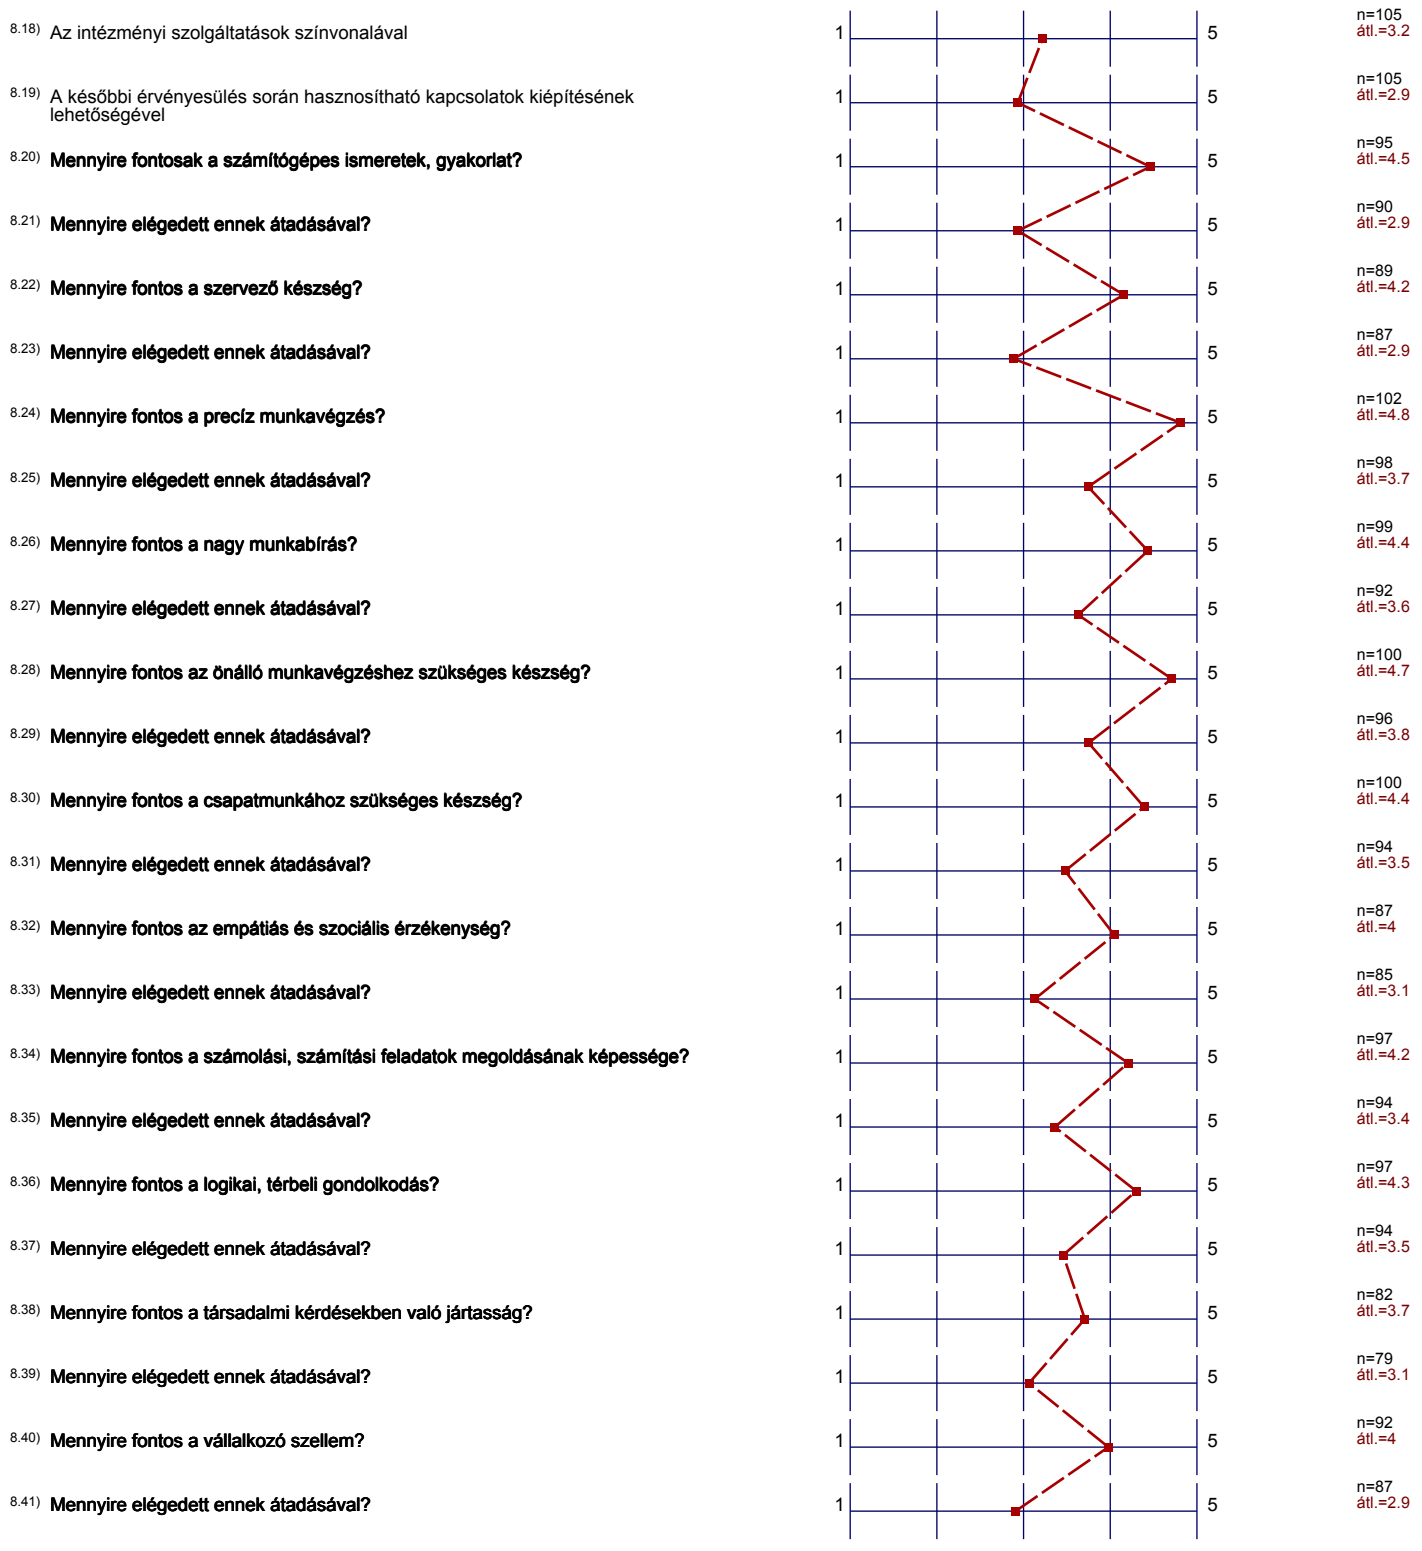 8.18) Az intézményi szolgáltatások színvonalával 1 5 n=105
átl.=3.2
8.19) A későbbi érvényesülés során hasznosítható kapcsolatok kiépítésének
lehetőségével 1 5 n=105
átl.=2.9
8.20) Mennyire fontosak a számítógépes ismeretek, gyakorlat? 1 5 n=95
átl.=4.5
8.21) Mennyire elégedett ennek átadásával? 1 5 n=90
átl.=2.9
8.22) Mennyire fontos a szervező készség? 1 5 n=89
átl.=4.2
8.23) Mennyire elégedett ennek átadásával? 1 5 n=87
átl.=2.9
8.24) Mennyire fontos a precíz munkavégzés? 1 5 n=102
átl.=4.8
8.25) Mennyire elégedett ennek átadásával? 1 5 n=98
átl.=3.7
8.26) Mennyire fontos a nagy munkabírás? 1 5 n=99
átl.=4.4
8.27) Mennyire elégedett ennek átadásával? 1 5 n=92
átl.=3.6
8.28) Mennyire fontos az önálló munkavégzéshez szükséges készség? 1 5 n=100
átl.=4.7
8.29) Mennyire elégedett ennek átadásával? 1 5 n=96
átl.=3.8
8.30) Mennyire fontos a csapatmunkához szükséges készség? 1 5 n=100
átl.=4.4
8.31) Mennyire elégedett ennek átadásával? 1 5 n=94
átl.=3.5
8.32) Mennyire fontos az empátiás és szociális érzékenység? 1 5 n=87
átl.=4
8.33) Mennyire elégedett ennek átadásával? 1 5 n=85
átl.=3.1
8.34) Mennyire fontos a számolási, számítási feladatok megoldásának képessége? 1 5 n=97
átl.=4.2
8.35) Mennyire elégedett ennek átadásával? 1 5 n=94
átl.=3.4
8.36) Mennyire fontos a logikai, térbeli gondolkodás? 1 5 n=97
átl.=4.3
8.37) Mennyire elégedett ennek átadásával? 1 5 n=94
átl.=3.5
8.38) Mennyire fontos a társadalmi kérdésekben való jártasság? 1 5 n=82
átl.=3.7
8.39) Mennyire elégedett ennek átadásával? 1 5 n=79
átl.=3.1
8.40) Mennyire fontos a vállalkozó szellem? 1 5 n=92
átl.=4
8.41) Mennyire elégedett ennek átadásával? 1 5 n=87
átl.=2.9